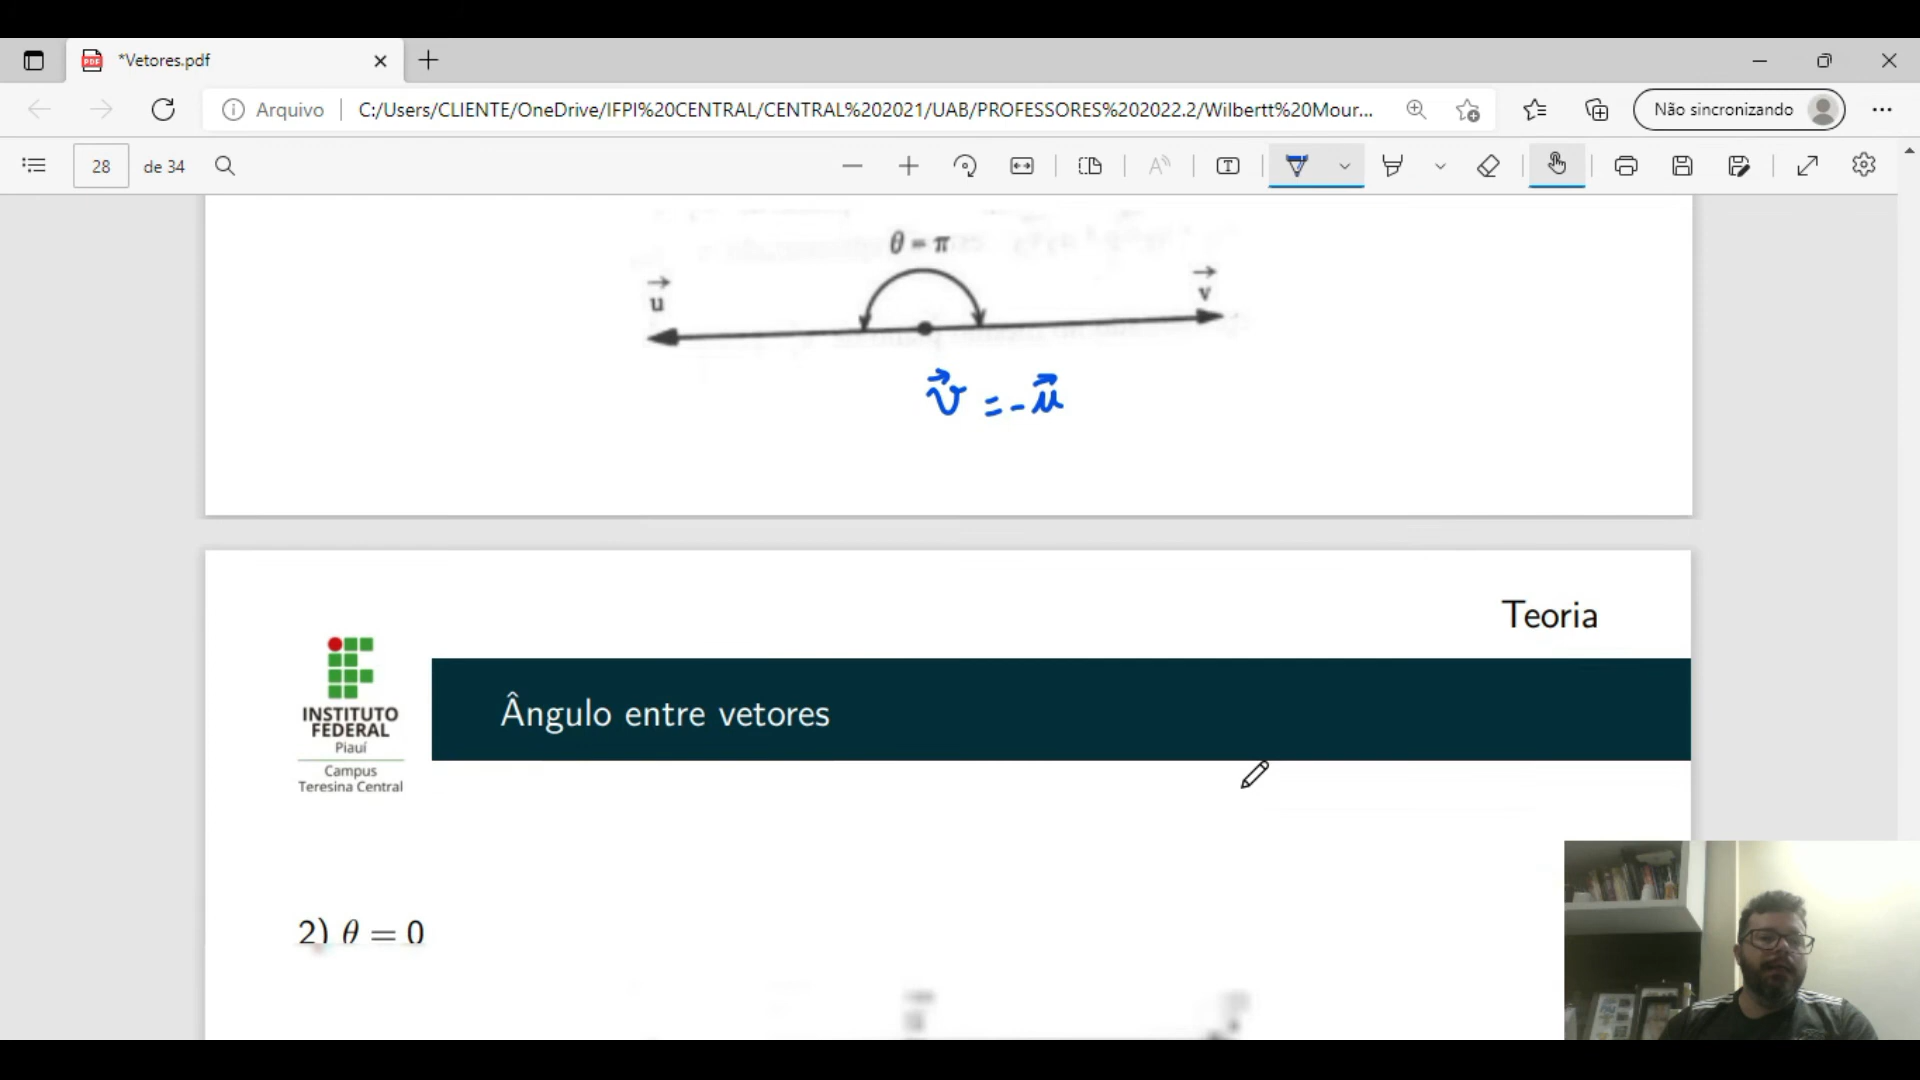 *Vetores.pdf
Arquivo
C:/Users/CLIENTE/OneDrive/IFPI%20CENTRAL/CENTRAL%202021/UAB/PROFESSORES%202022.2/Wilbertt%20Mour...
Não sincronizando
28 de 34
θ = π
u
v
v = -u
Teoria
INSTITUTO
FEDERAL
Piauí
Campus
Teresina Central
Ângulo entre vetores
2) θ = 0